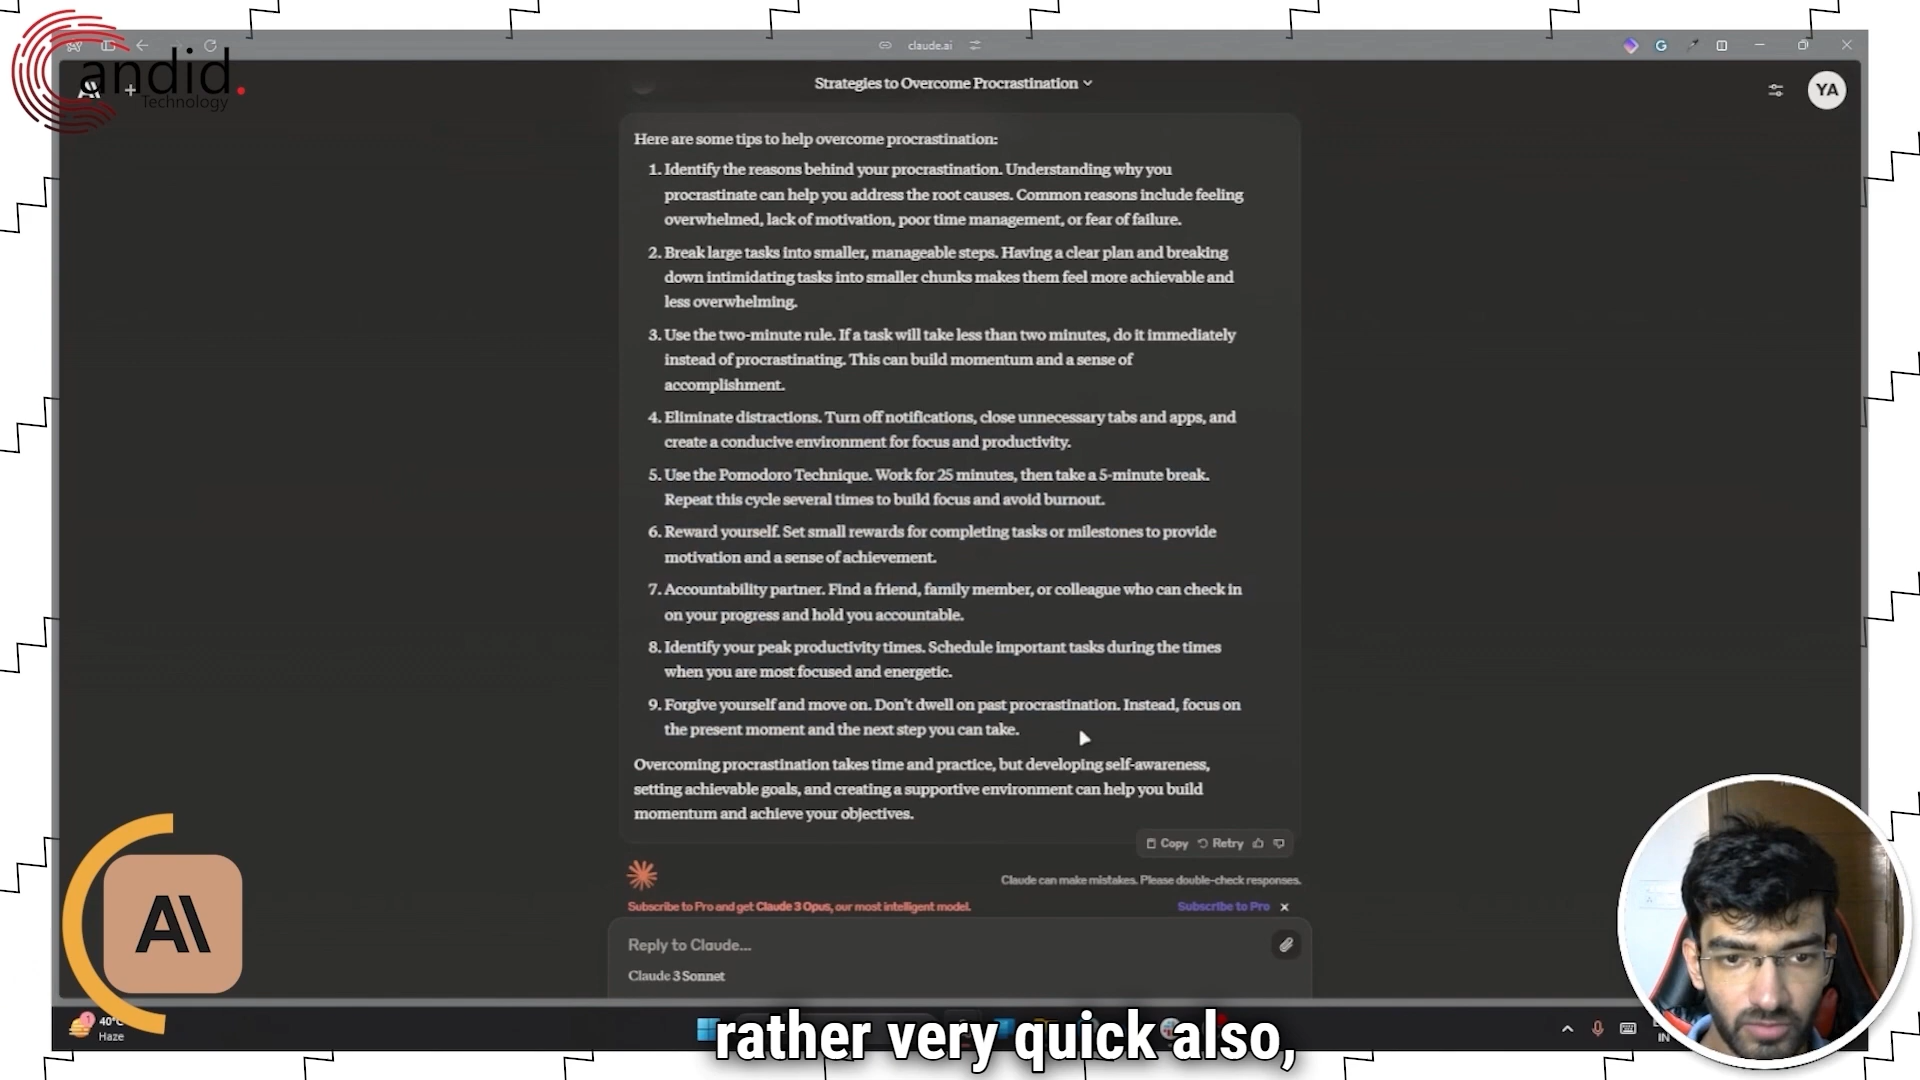 andid.
Technology
claude.ai
Strategies to Overcome Procrastination
YA
Here are some tips to help overcome procrastination:
1. Identify the reasons behind your procrastination. Understanding why you
procrastinate can help you address the root causes. Common reasons include feeling
overwhelmed, lack of motivation, poor time management, or fear of failure.
2. Break large tasks into smaller, manageable steps. Having a clear plan and breaking
down intimidating tasks into smaller chunks makes them feel more achievable and
less overwhelming.
3. Use the two-minute rule. If a task will take less than two minutes, do it immediately
instead of procrastinating. This can build momentum and a sense of
accomplishment.
4. Eliminate distractions. Turn off notifications, close unnecessary tabs and apps, and
create a conducive environment for focus and productivity.
5. Use the Pomodoro Technique. Work for 25 minutes, then take a 5-minute break.
Repeat this cycle several times to build focus and avoid burnout.
6. Reward yourself. Set small rewards for completing tasks or milestones to provide
motivation and a sense of achievement.
7. Accountability partner. Find a friend, family member, or colleague who can check in
on your progress and hold you accountable.
8. Identify your peak productivity times. Schedule important tasks during the times
when you are most focused and energetic.
9. Forgive yourself and move on. Don't dwell on past procrastination. Instead, focus on
the present moment and the next step you can take.
Overcoming procrastination takes time and practice, but developing self-awareness,
setting achievable goals, and creating a supportive environment can help you build
momentum and achieve your objectives.
Copy Retry
Claude can make mistakes. Please double-check responses.
Subscribe to Pro and get Claude 3 Opus, our most intelligent model. Subscribe to Pro
Reply to Claude...
Claude 3 Sonnet
A\
1
40°C
Haze
IN
rather very quick also,